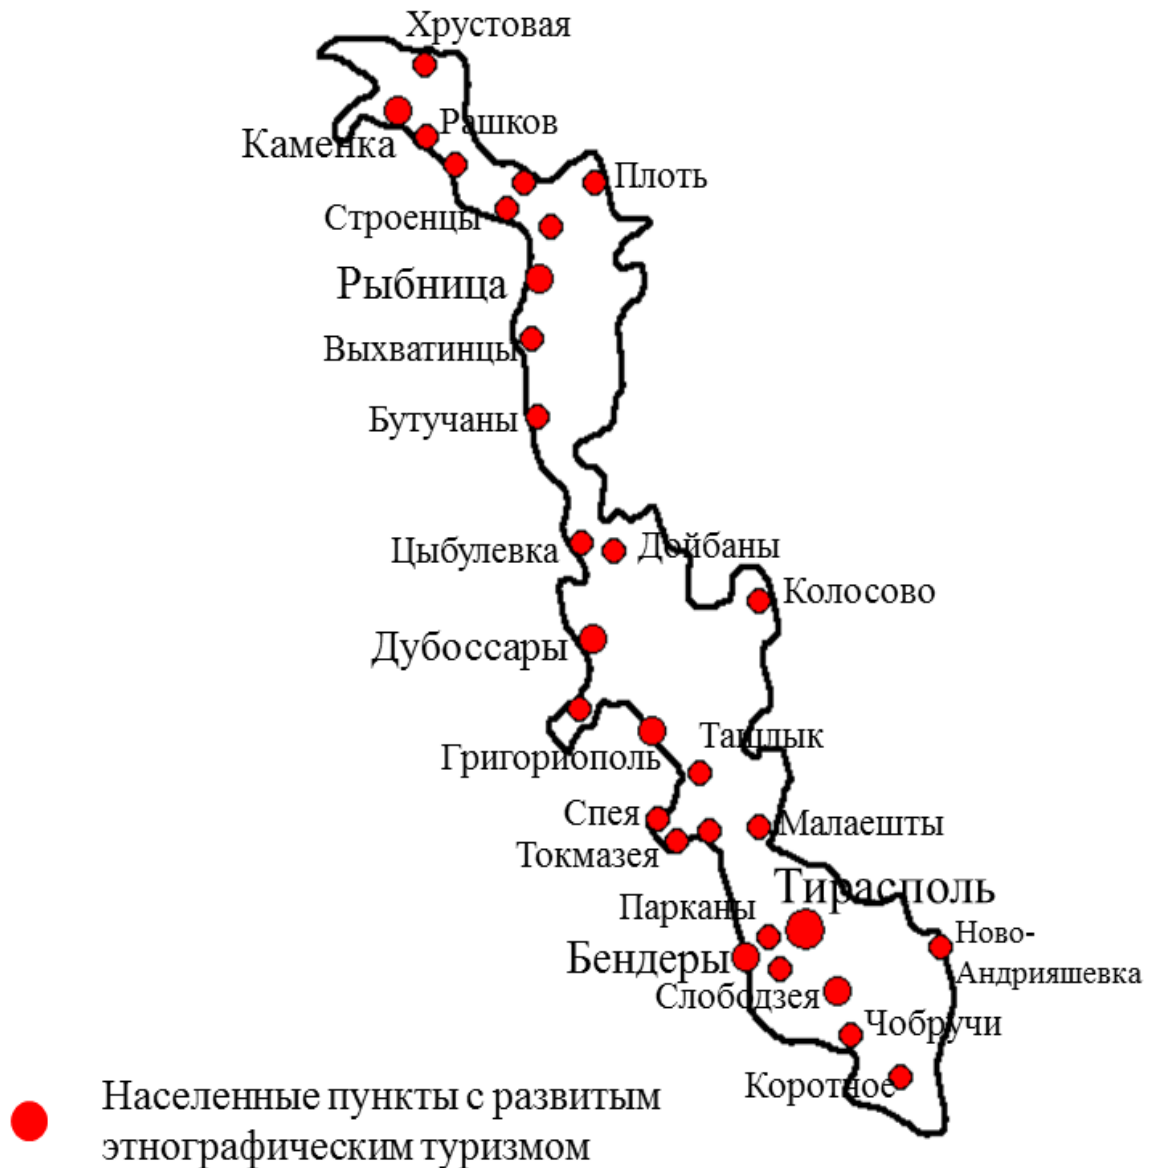 Хрустовая
Рашков
Каменка
Плоть
Строенцы
Рыбница
Выхватинцы
Бутучаны
Цыбулевка
Дойбаны
Колосово
Дубоссары
Ташлык
Григориополь
Спея
Малаешты
Токмазея
Тирасполь
Парканы
Ново-
Андрияшевка
Бендеры
Слободзея
Чобручи
Коротное
Населенные пункты с развитым
этнографическим туризмом